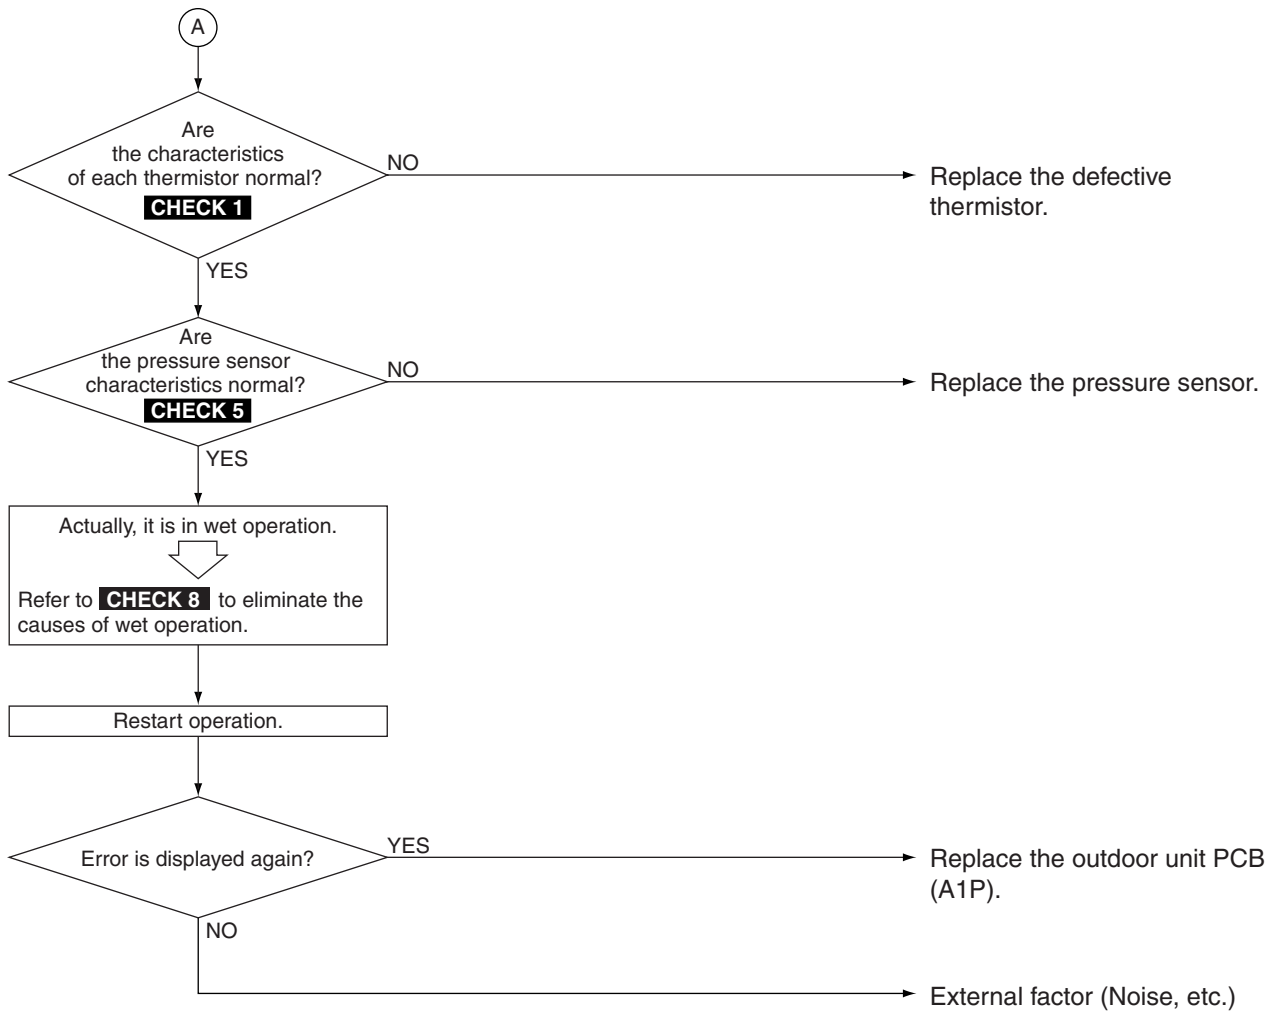 A
Are
the characteristics
of each thermistor normal?
CHECK 1
NO
Replace the defective
thermistor.
YES
Are
the pressure sensor
characteristics normal?
CHECK 5
NO
Replace the pressure sensor.
YES
Actually, it is in wet operation.
Refer to CHECK 8 to eliminate the
causes of wet operation.
Restart operation.
Error is displayed again?
YES
Replace the outdoor unit PCB
(A1P).
NO
External factor (Noise, etc.)